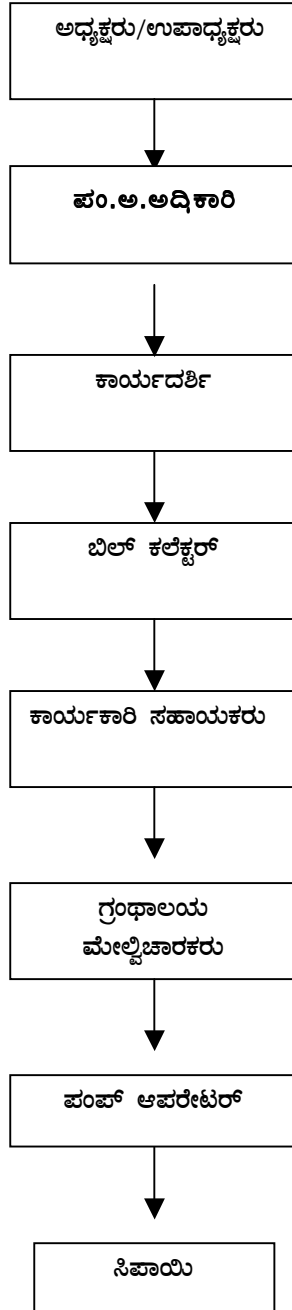 ಅಧ್ಯಕ್ಷರು/ಉಪಾಧ್ಯಕ್ಷರು
ಪಂ.ಅ.ಅಧಿಕಾರಿ
ಕಾರ್ಯದರ್ಶಿ
ಬಿಲ್ ಕಲೆಕ್ಟರ್
ಕಾರ್ಯಕಾರಿ ಸಹಾಯಕರು
ಗ್ರಂಥಾಲಯ
ಮೇಲ್ವಿಚಾರಕರು
ಪಂಪ್ ಆಪರೇಟರ್
ಸಿಪಾಯಿ